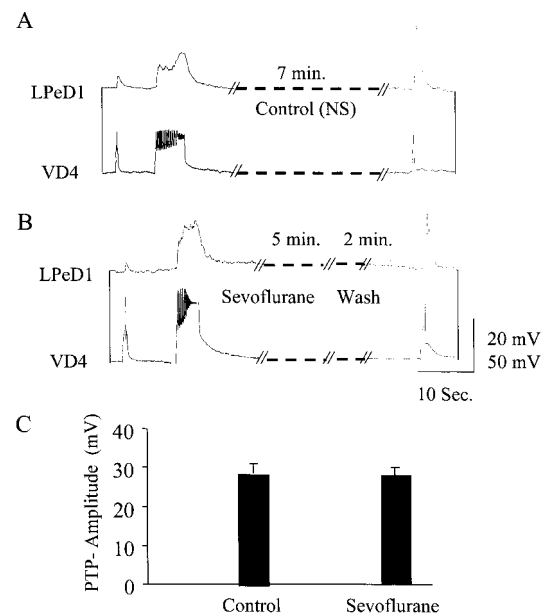 A
LPeD1
7 min.
Control (NS)
VD4
B
LPeD1
5 min.
2 min.
Sevoflurane
Wash
VD4
20 mV
50 mV
10 Sec.
C
PTP- Amplitude (mV)
40
30
20
10
0
Control
Sevoflurane